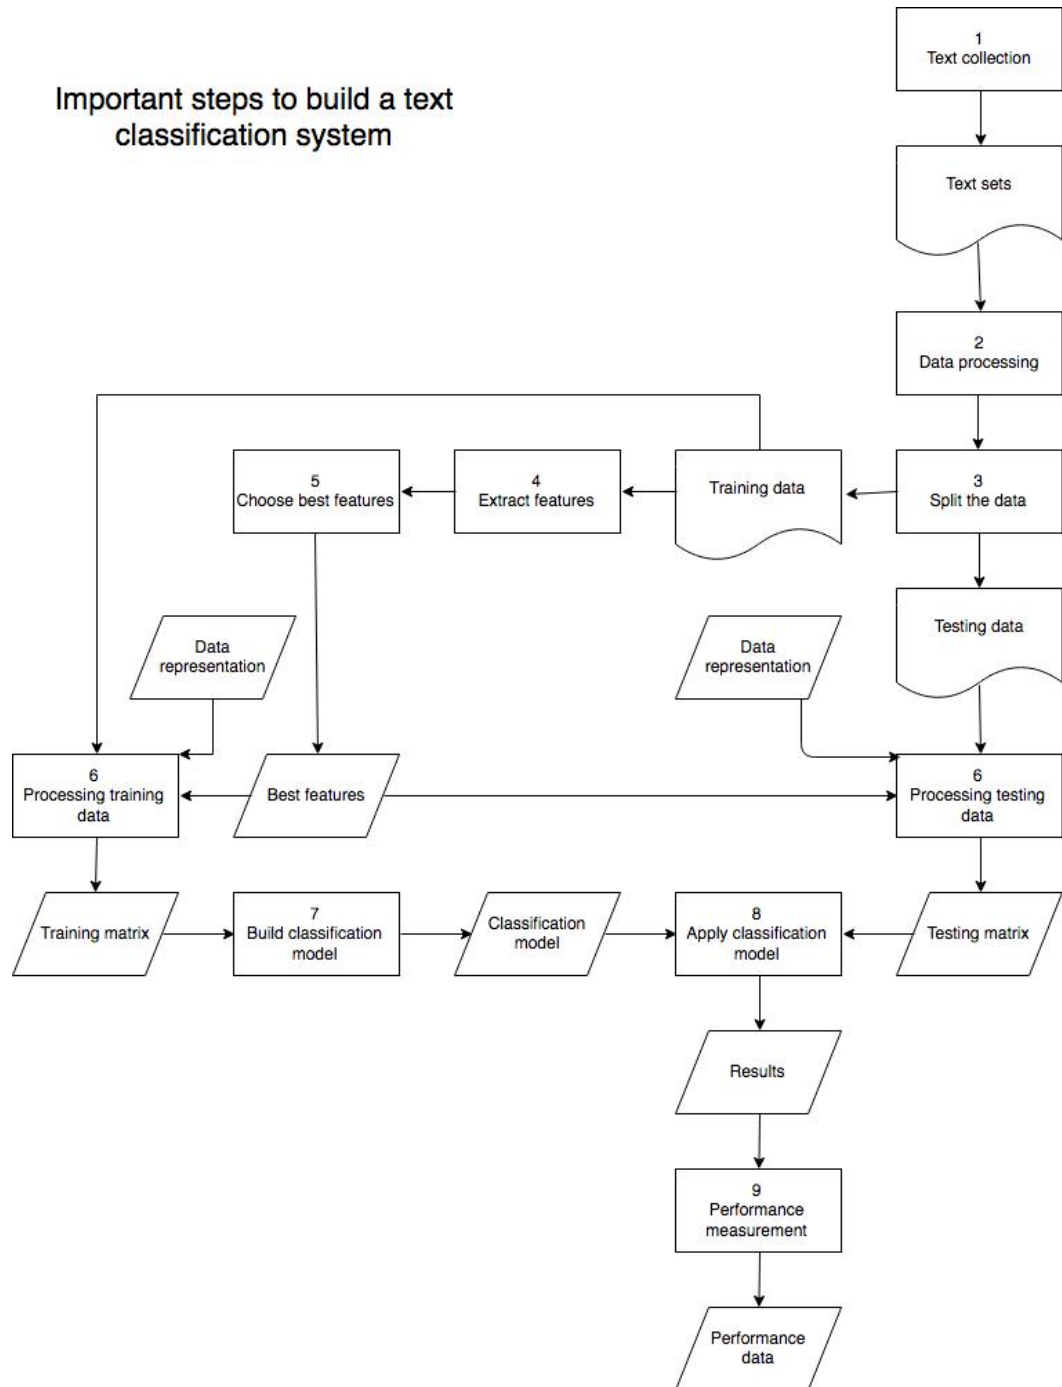 Important steps to build a text
classification system
1
Text collection
Text sets
2
Data processing
3
Split the data
Training data
4
Extract features
5
Choose best features
Testing data
Data
representation
Data
representation
6
Processing training
data
Best features
6
Processing testing
data
Training matrix
7
Build classification
model
Classification
model
8
Apply classification
model
Testing matrix
Results
9
Performance
measurement
Performance
data